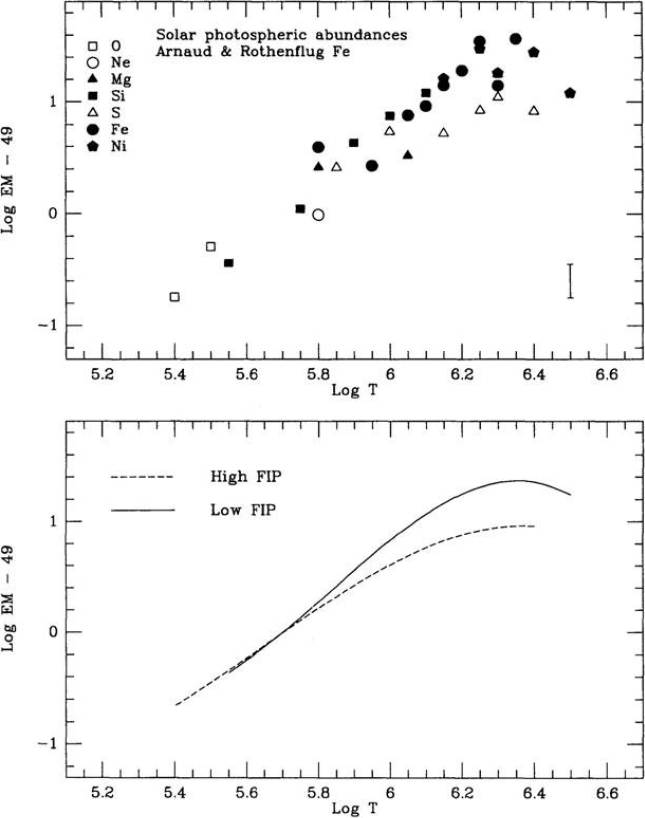 Solar photospheric abundances
Arnaud & Rothenflug Fe
O
Ne
Mg
Si
S
Fe
Ni
Log EM - 49
1
0
-1
5.2 5.4 5.6 5.8 6 6.2 6.4 6.6
Log T
High FIP
Low FIP
Log EM - 49
1
0
-1
5.2 5.4 5.6 5.8 6 6.2 6.4 6.6
Log T